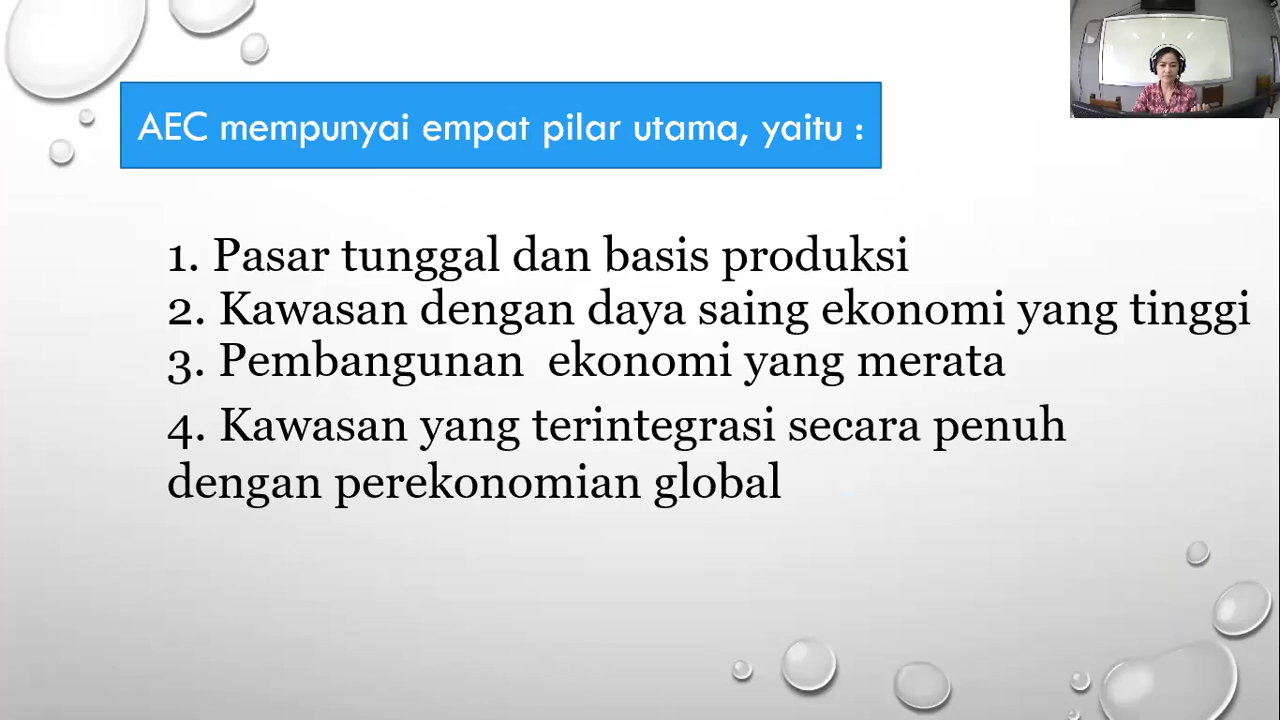 AEC mempunyai empat pilar utama, yaitu :
1. Pasar tunggal dan basis produksi
2. Kawasan dengan daya saing ekonomi yang tinggi
3. Pembangunan  ekonomi yang merata
4. Kawasan yang terintegrasi secara penuh
dengan perekonomian global